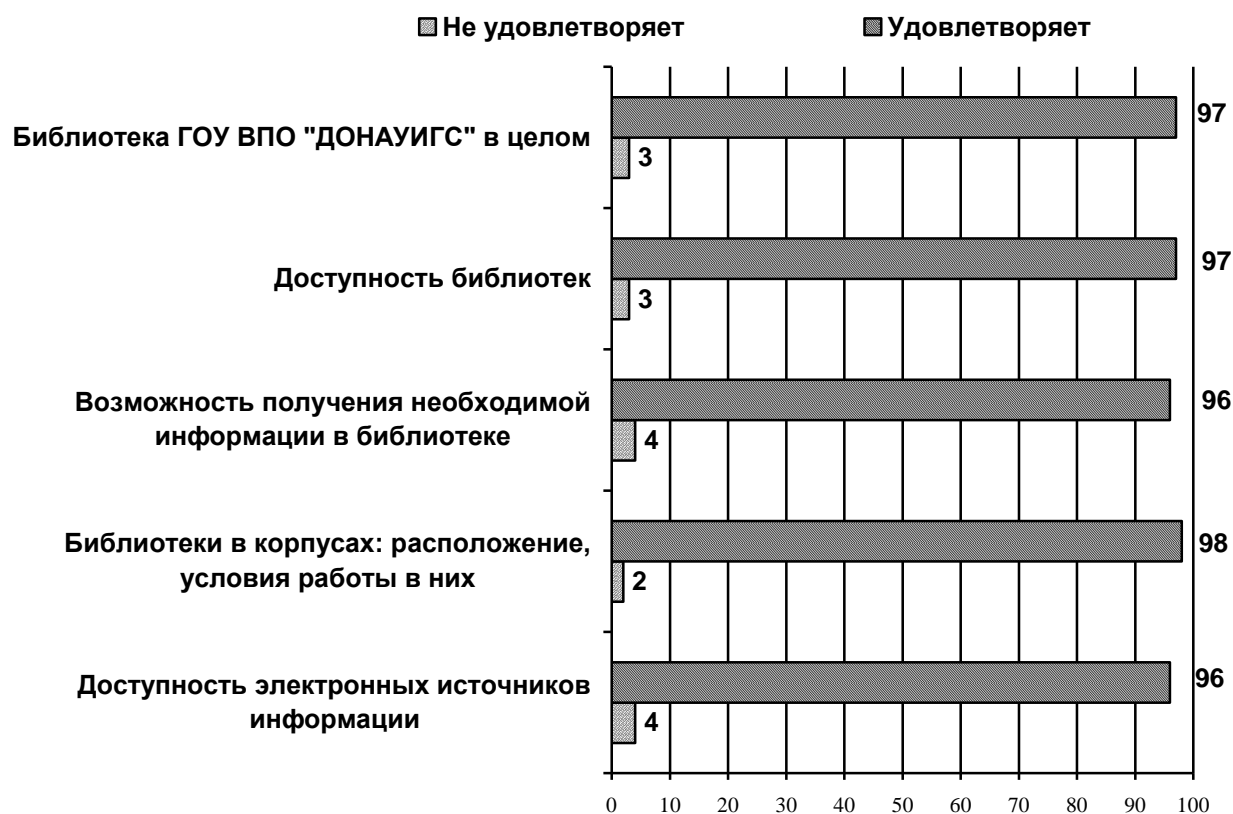 Не удовлетворяет Удовлетворяет
Библиотека ГОУ ВПО "ДОНАУИГС" в целом
97
3
Доступность библиотек
97
3
Возможность получения необходимой
информации в библиотеке
96
4
Библиотеки в корпусах: расположение,
условия работы в них
98
2
Доступность электронных источников
информации
96
4
0 10 20 30 40 50 60 70 80 90 100